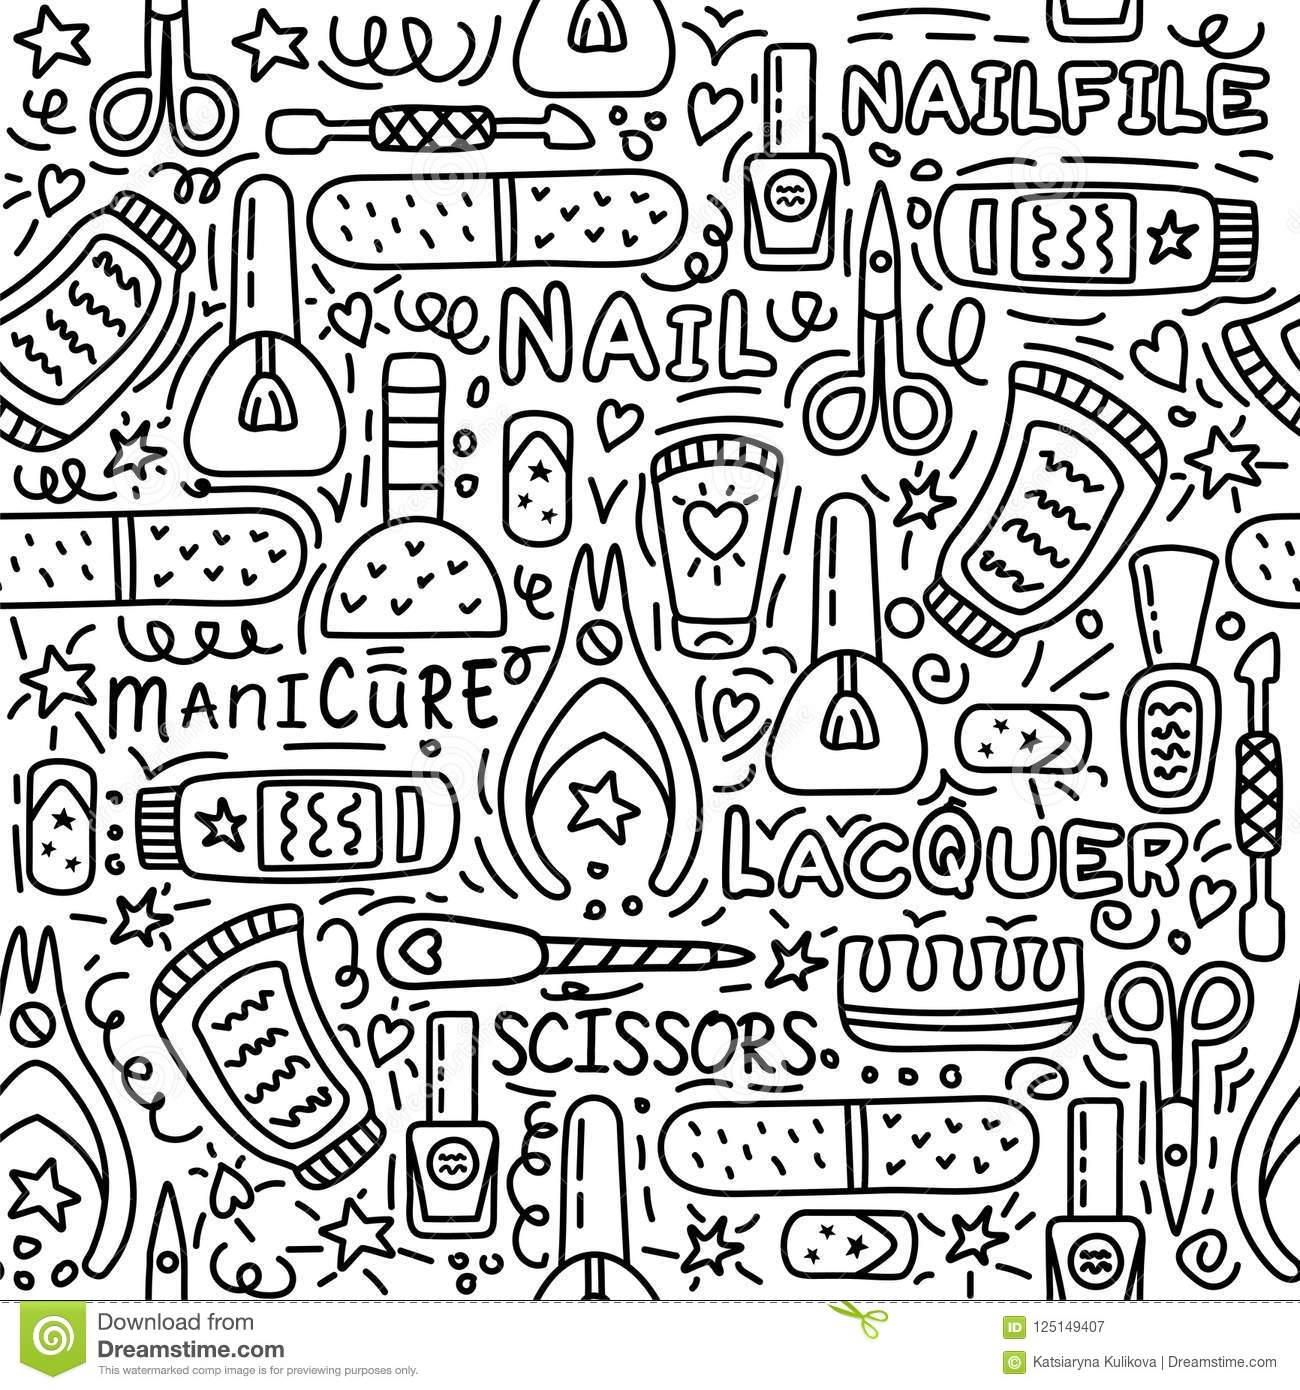 NAILFILE
NAIL
MANICURE
LACQUER
SCISSORS
Download from
Dreamstime.com
This watermarked comp image is for previewing purposes only.
ID 125149407
© Katsiaryna Kulikova | Dreamstime.com